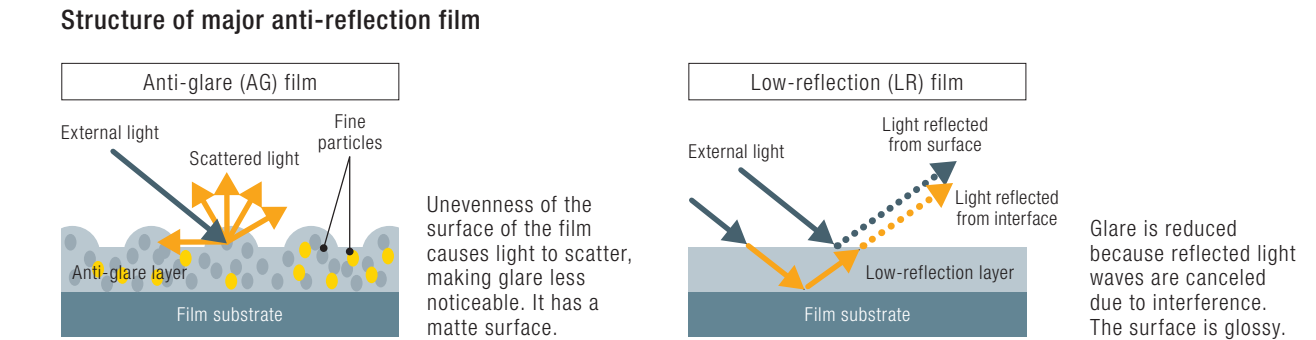 Structure of major anti-reflection film
Anti-glare (AG) film
External light
Scattered light
Fine
particles
Anti-glare layer
Film substrate
Unevenness of the
surface of the film
causes light to scatter,
making glare less
noticeable. It has a
matte surface.
Low-reflection (LR) film
External light
Light reflected
from surface
Light reflected
from interface
Low-reflection layer
Film substrate
Glare is reduced
because reflected light
waves are canceled
due to interference.
The surface is glossy.